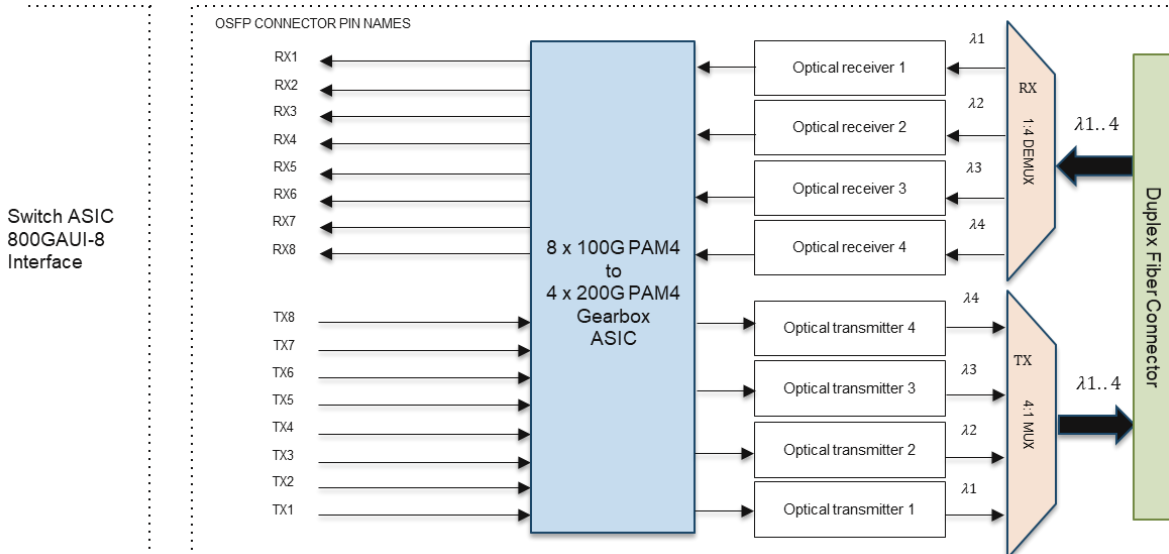 OSFP CONNECTOR PIN NAMES
RX1
RX2
RX3
RX4
RX5
RX6
RX7
RX8
TX8
TX7
TX6
TX5
TX4
TX3
TX2
TX1
Switch ASIC
800GAUI-8
Interface
8 x 100G PAM4
to
4 x 200G PAM4
Gearbox
ASIC
Optical receiver 1
Optical receiver 2
Optical receiver 3
Optical receiver 4
Optical transmitter 4
Optical transmitter 3
Optical transmitter 2
Optical transmitter 1
λ1
λ2
λ3
λ4
λ4
λ3
λ2
λ1
RX
1:4 DEMUX
TX
4:1 MUX
λ1..4
λ1..4
Duplex Fiber Connector